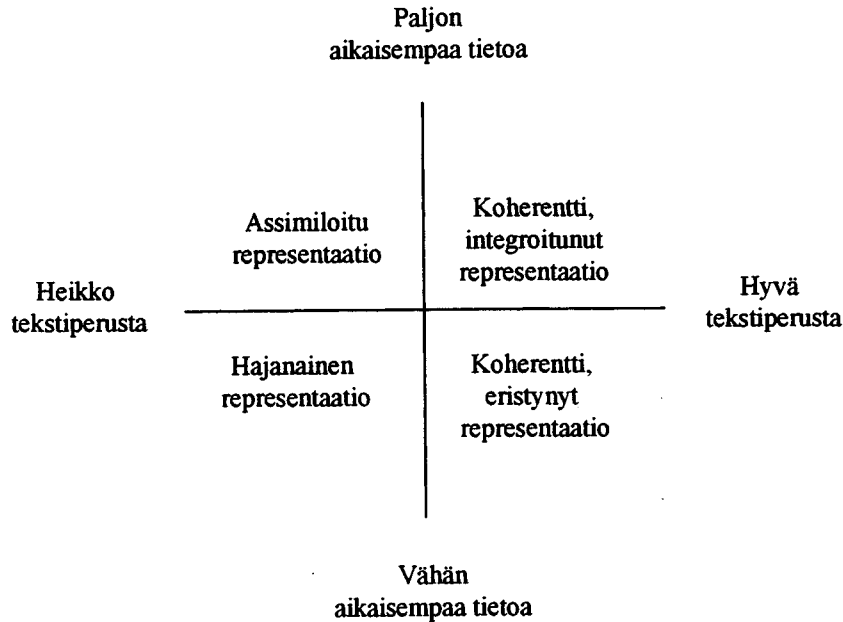 Paljon
aikaisempaa tietoa
Assimiloitu
representaatio
Koherentti,
integroitunut
representaatio
Heikko
tekstiperusta
Hyvä
tekstiperusta
Hajanainen
representaatio
Koherentti,
eristynyt
representaatio
Vähän
aikaisempaa tietoa